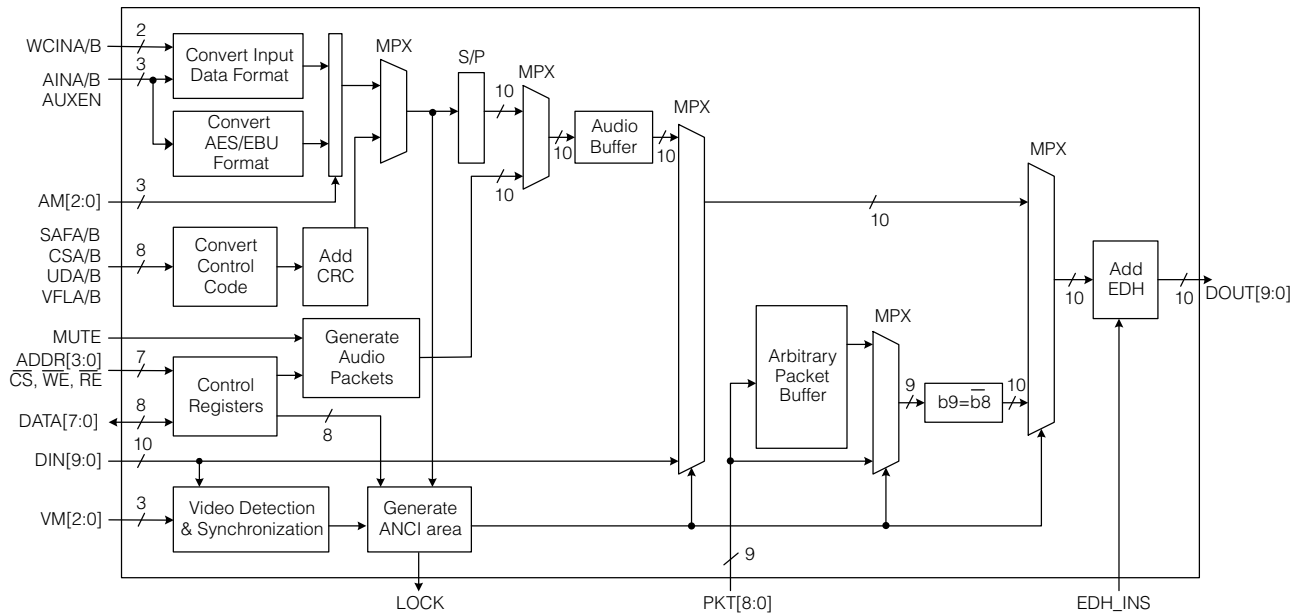 WCINA/B
2
AINA/B
3
AUXEN
Convert Input
Data Format
Convert
AES/EBU
Format
MPX
S/P
10
MPX
10
10
Audio
Buffer
10
MPX
AM[2:0]
3
SAFA/B
CSA/B
UDA/B
VFLA/B
8
Convert
Control
Code
Add
CRC
10
MPX
10
Add
EDH
10
DOUT[9:0]
MUTE
ADDR[3:0]
CS, WE, RE
7
Control
Registers
Generate
Audio
Packets
DATA[7:0]
8
8
Arbitrary
Packet
Buffer
MPX
9
b9=b8
10
DIN[9:0]
10
VM[2:0]
3
Video Detection
& Synchronization
Generate
ANCI area
9
LOCK
PKT[8:0]
EDH_INS